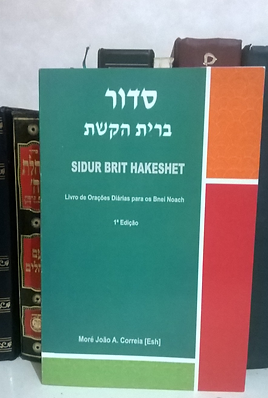 סדור
ברית הקשת
SIDUR BRIT HAKESHET
Livro de Orações Diárias para os Bnei Noach
1ª Edição
Moré João A. Correia [Esh]